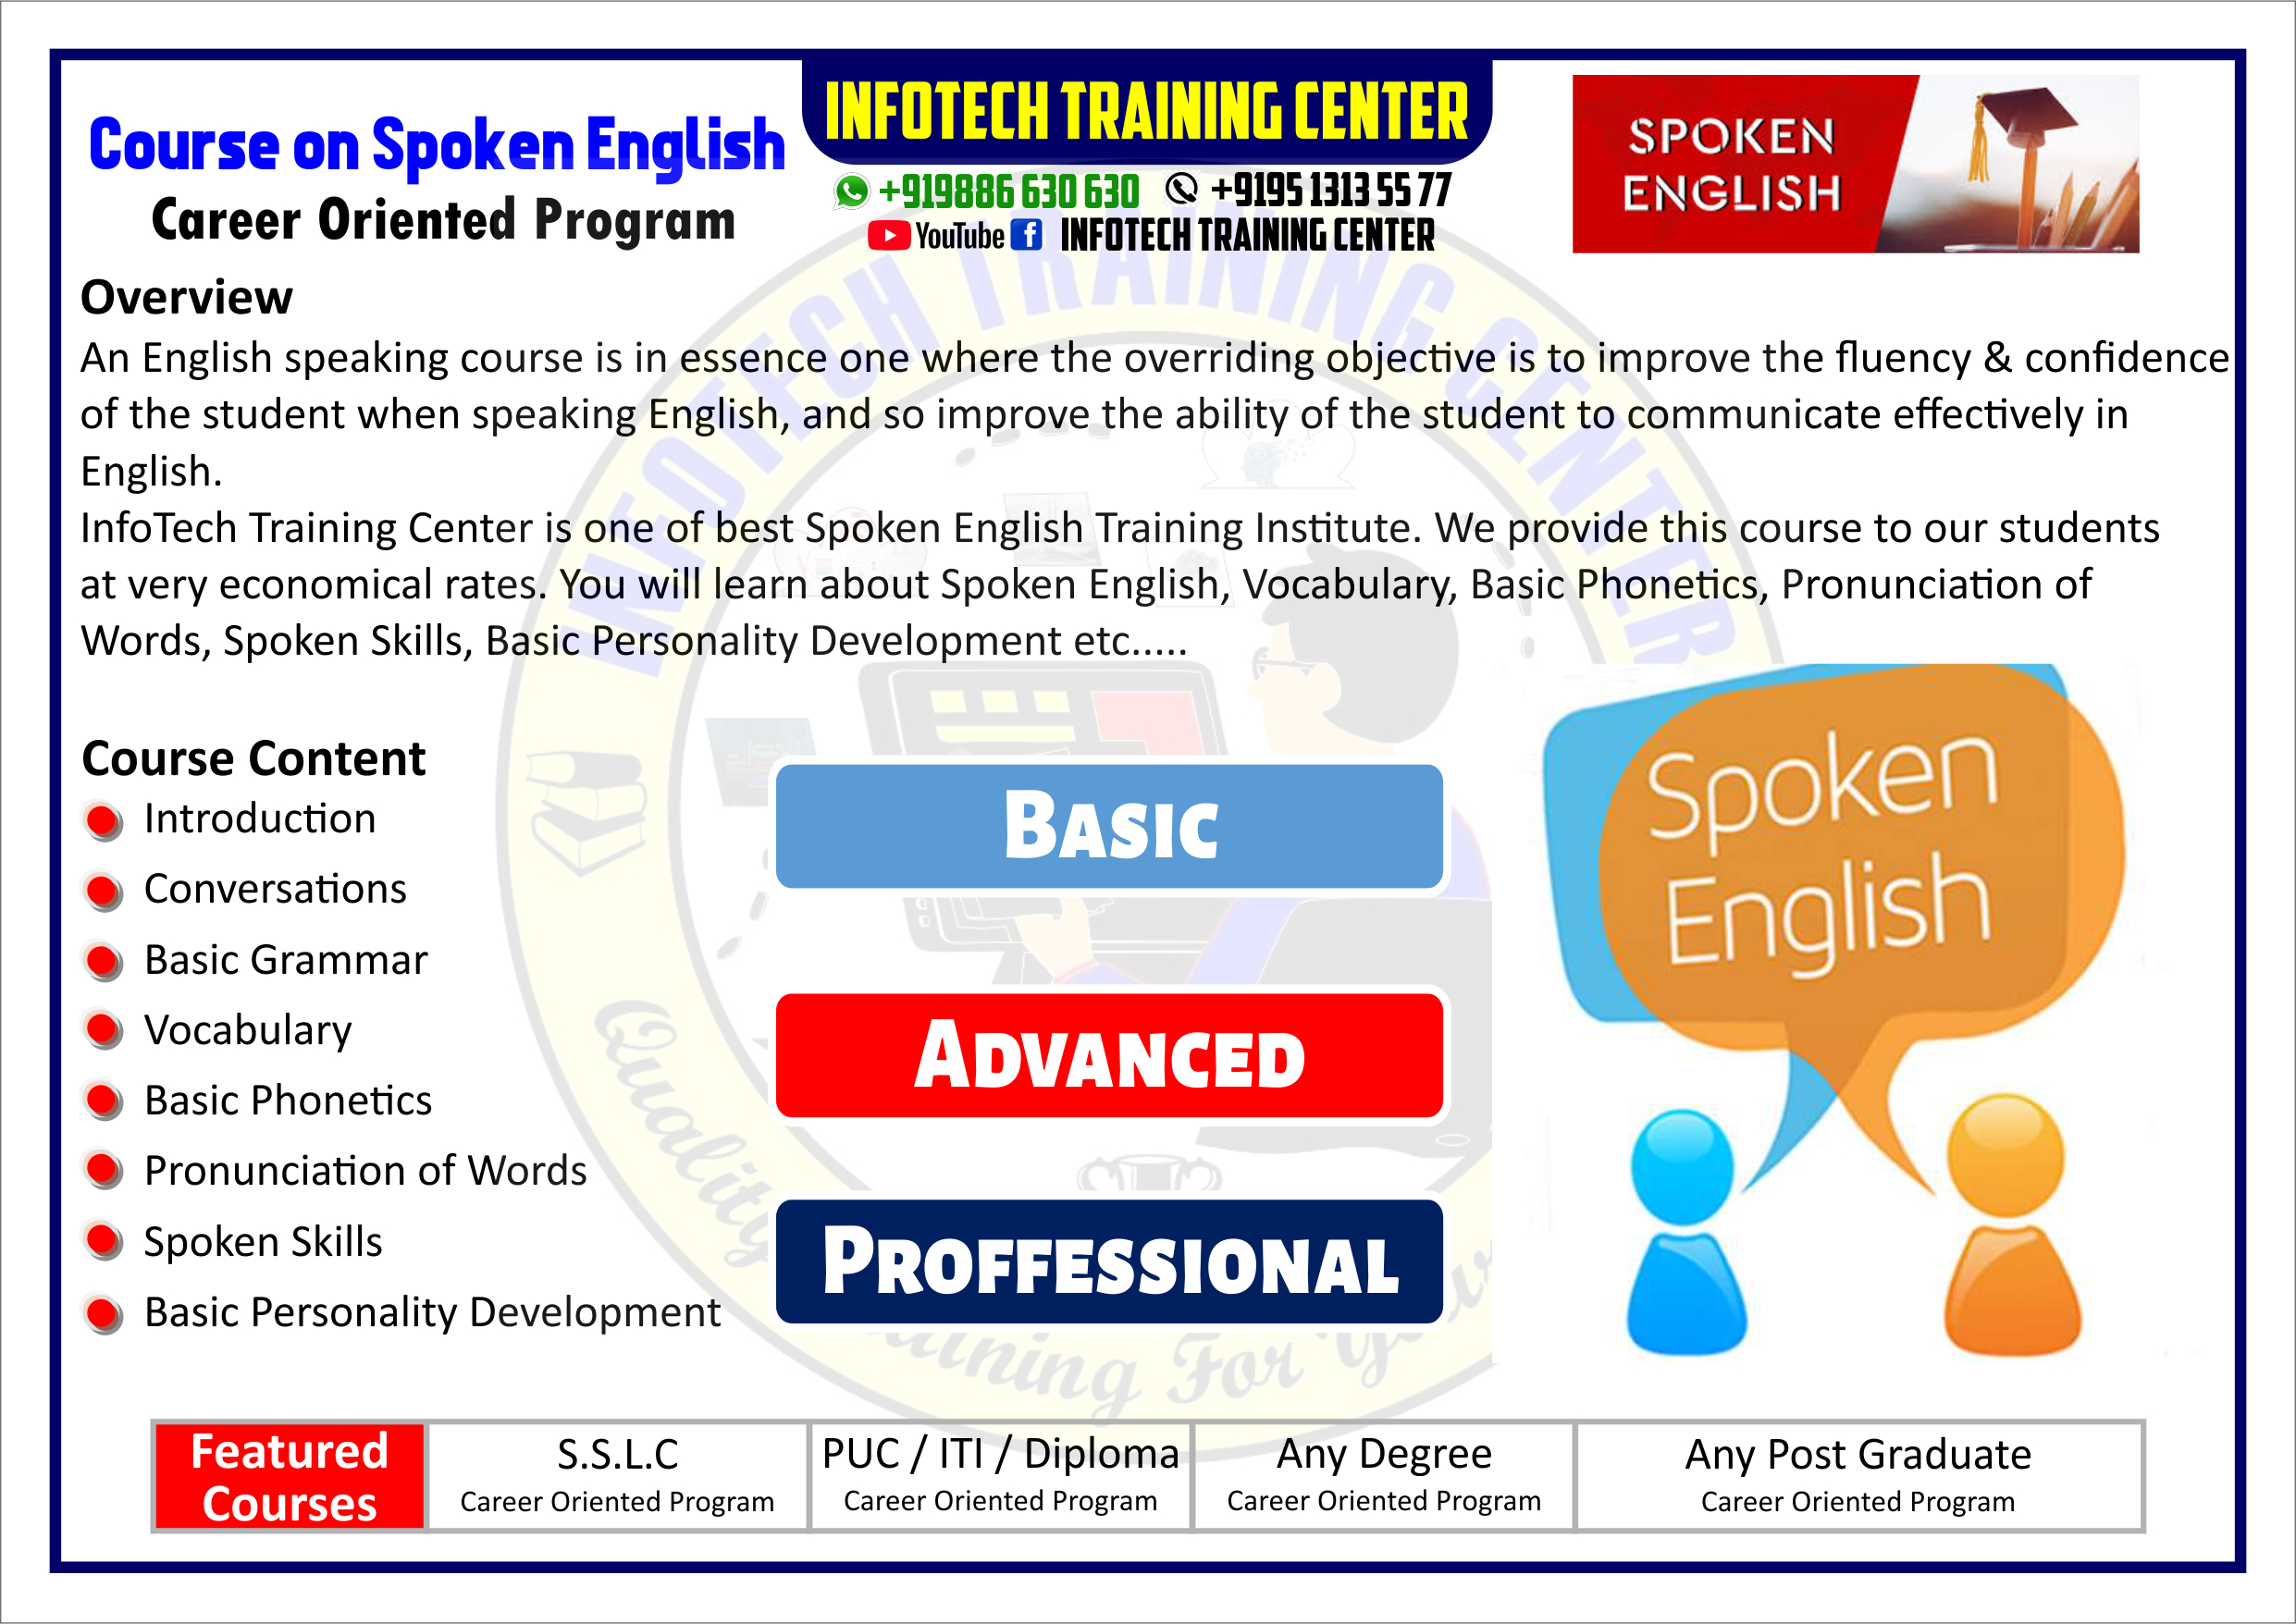 INFOTECH TRAINING CENTER
Course on Spoken English
Career Oriented Program
+919886 630 630 +9195 1313 55 77
YouTube f INFOTECH TRAINING CENTER
SPOKEN
ENGLISH
Overview
An English speaking course is in essence one where the overriding objective is to improve the fluency & confidence
of the student when speaking English, and so improve the ability of the student to communicate effectively in
English.
InfoTech Training Center is one of best Spoken English Training Institute. We provide this course to our students
at very economical rates. You will learn about Spoken English, Vocabulary, Basic Phonetics, Pronunciation of
Words, Spoken Skills, Basic Personality Development etc.....
Course Content
Introduction
Conversations
Basic Grammar
Vocabulary
Basic Phonetics
Pronunciation of Words
Spoken Skills
Basic Personality Development
BASIC
ADVANCED
PROFFESSIONAL
Spoken
English
INFOTECH TRAINING CENTER
Quality
For
Featured
Courses
S.S.L.C
Career Oriented Program
PUC / ITI / Diploma
Career Oriented Program
Any Degree
Career Oriented Program
Any Post Graduate
Career Oriented Program